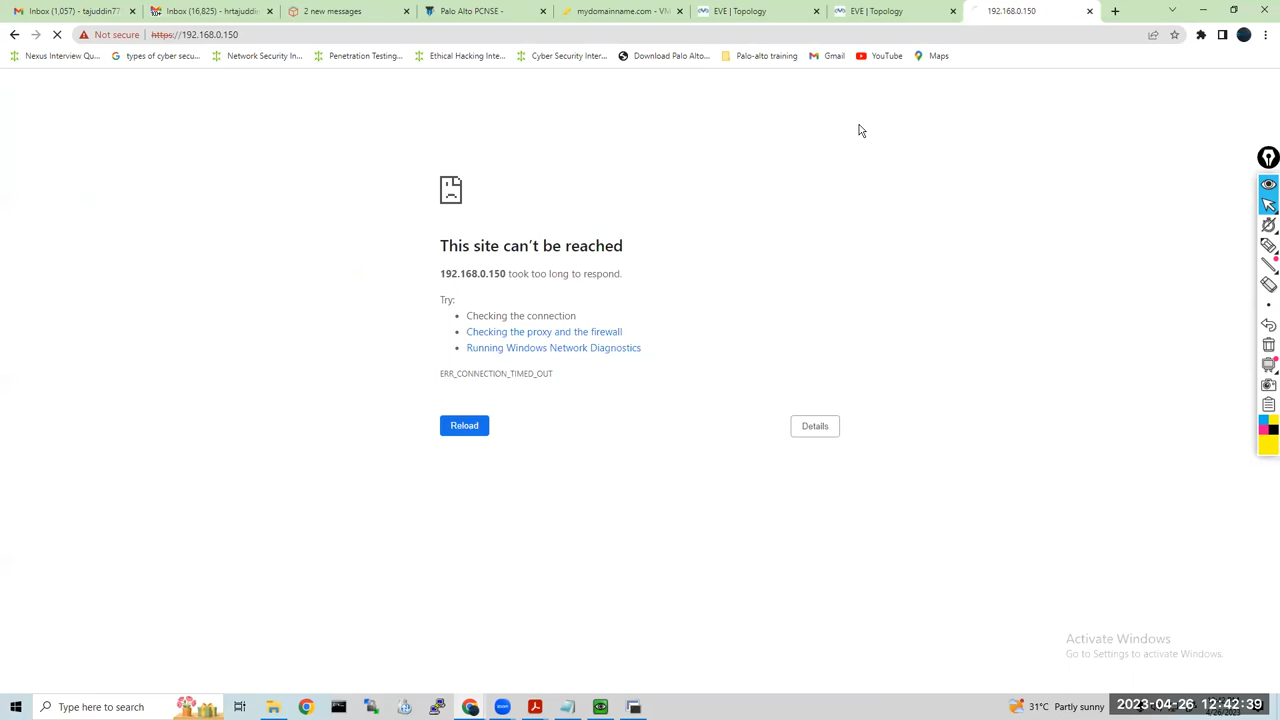 Inbox (1,057) - tajuddin77
Inbox (16,825) - hrtajuddin
2 new messages
Palo Alto PCNSE -
mydomainname.com - VM
EVE | Topology
EVE | Topology
192.168.0.150
Not secure | https://192.168.0.150
Nexus Interview Qu...
types of cyber secu...
Network Security In...
Penetration Testing...
Ethical Hacking Inte...
Cyber Security Inter...
Download Palo Alto...
Palo-alto training
Gmail
YouTube
Maps
This site can't be reached
192.168.0.150 took too long to respond.
Try:
• Checking the connection
• Checking the proxy and the firewall
• Running Windows Network Diagnostics
ERR_CONNECTION_TIMED_OUT
Reload
Details
Activate Windows
Go to Settings to activate Windows.
Type here to search
31°C Partly sunny
2023-04-26 12:42:39